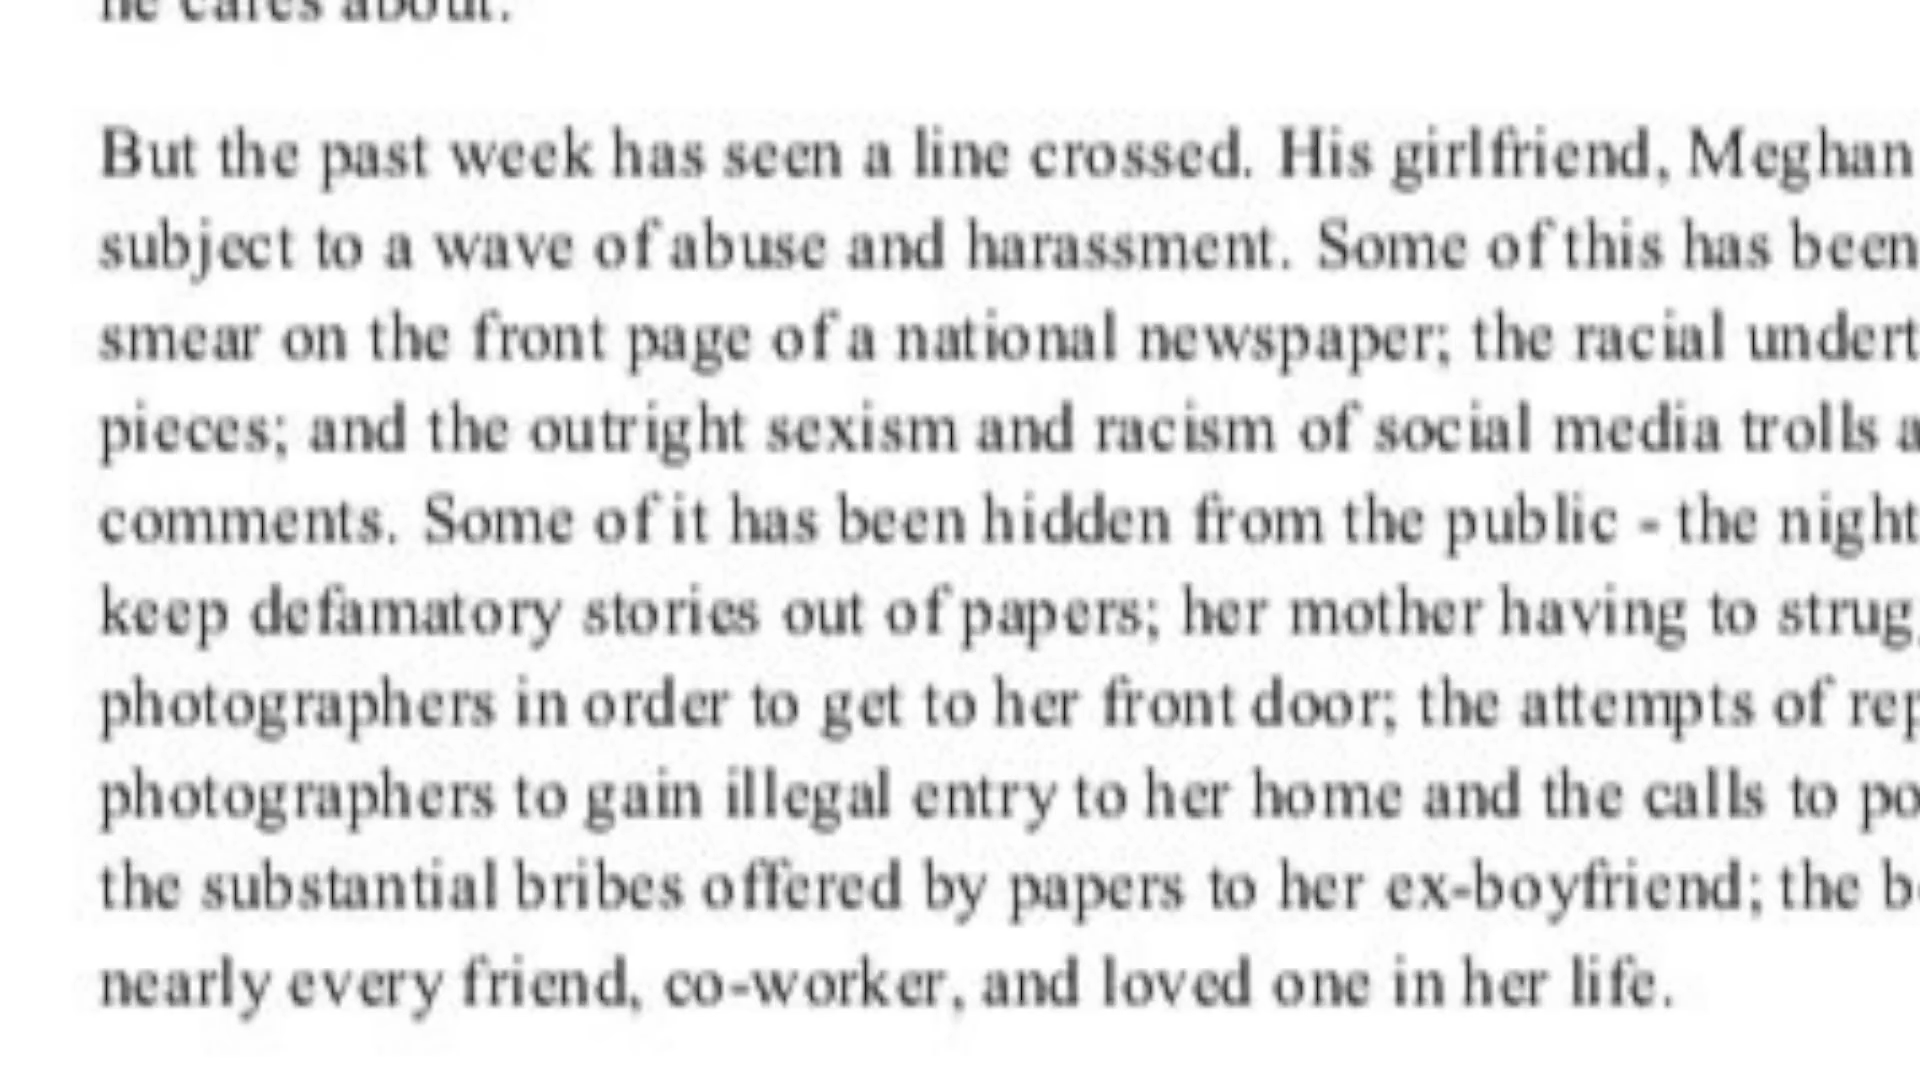 he cares about.
But the past week has seen a line crossed. His girlfriend, Meghan
subject to a wave of abuse and harassment. Some of this has been
smear on the front page of a national newspaper; the racial undert
pieces; and the outright sexism and racism of social media trolls a
comments. Some of it has been hidden from the public - the night
keep defamatory stories out of papers; her mother having to strug
photographers in order to get to her front door; the attempts of rep
photographers to gain illegal entry to her home and the calls to po
the substantial bribes offered by papers to her ex-boyfriend; the b
nearly every friend, co-worker, and loved one in her life.